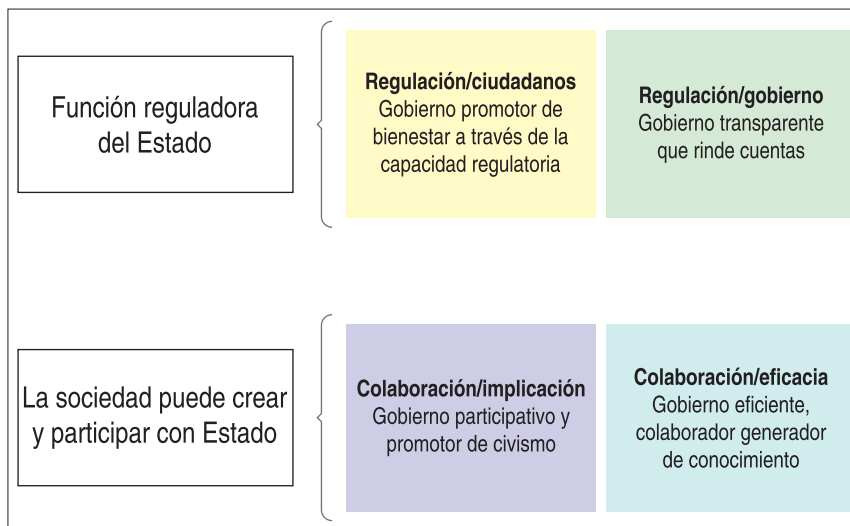 Función reguladora
del Estado
Regulación/ciudadanos
Gobierno promotor de
bienestar a través de la
capacidad regulatoria
Regulación/gobierno
Gobierno transparente
que rinde cuentas
La sociedad puede crear
y participar con Estado
Colaboración/implicación
Gobierno participativo y
promotor de civismo
Colaboración/eficacia
Gobierno eficiente,
colaborador generador
de conocimiento